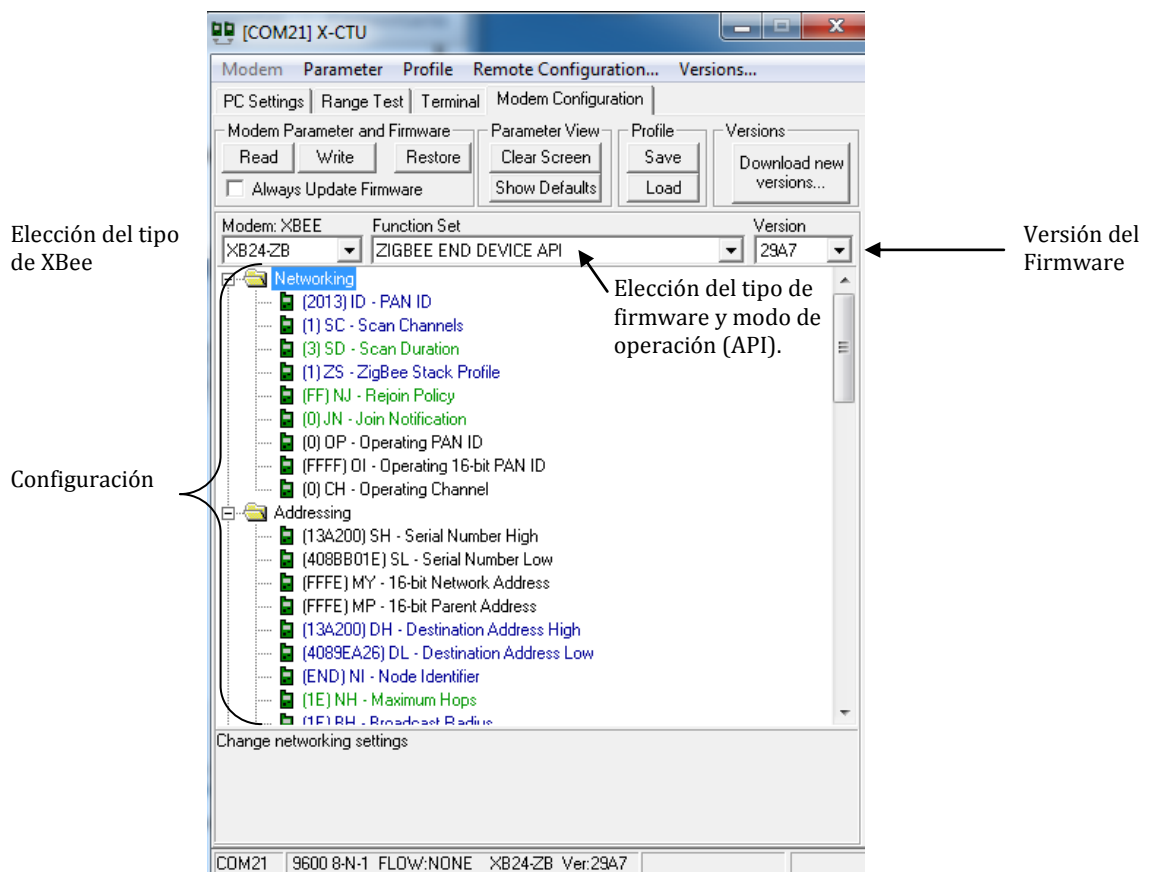 [COM21] X-CTU
Modem Parameter Profile Remote Configuration... Versions...
PC Settings Range Test Terminal Modem Configuration
Modem Parameter and Firmware Parameter View Profile Versions
Read Write Restore Clear Screen Save Download new versions...
Always Update Firmware Show Defaults Load
Modem: XBEE Function Set Version
XB24-ZB ZIGBEE END DEVICE API 29A7
Elección del tipo
de XBee
Versión del
Firmware
Elección del tipo de
firmware y modo de
operación (API).
Configuración
Networking
(2013) ID - PAN ID
(1) SC - Scan Channels
(3) SD - Scan Duration
(1) ZS - ZigBee Stack Profile
(FF) NJ - Rejoin Policy
(0) JN - Join Notification
(0) OP - Operating PAN ID
(FFFF) OI - Operating 16-bit PAN ID
(0) CH - Operating Channel
Addressing
(13A200) SH - Serial Number High
(408BB01E) SL - Serial Number Low
(FFFE) MY - 16-bit Network Address
(FFFE) MP - 16-bit Parent Address
(13A200) DH - Destination Address High
(4089EA26) DL - Destination Address Low
(END) NI - Node Identifier
(1E) NH - Maximum Hops
(1E) BH - Broadcast Radius
Change networking settings
COM21 9600 8-N-1 FLOW:NONE XB24-ZB Ver:29A7